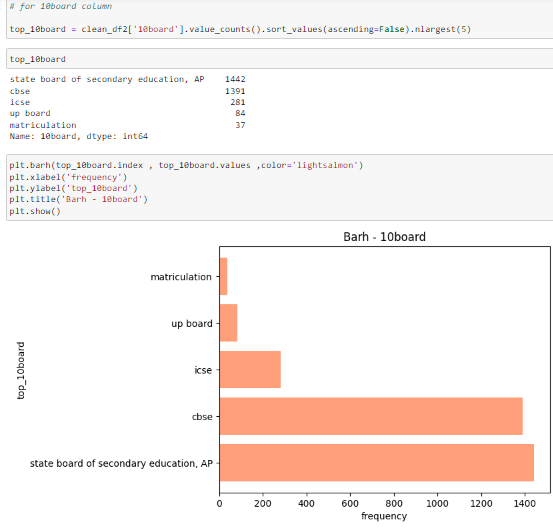 # for 10board column
top_10board = clean_df2['10board'].value_counts().sort_values(ascending=False).nlargest(5)
top_10board
state board of secondary education, AP    1442
cbse    1391
icse    281
up board    84
matriculation    37
Name: 10board, dtype: int64
plt.barh(top_10board.index , top_10board.values ,color='lightsalmon')
plt.xlabel('frequency')
plt.ylabel('top_10board')
plt.title('Barh - 10board')
plt.show()
Barh - 10board
matriculation
up board
icse
cbse
state board of secondary education, AP
top_10board
0 200 400 600 800 1000 1200 1400
frequency